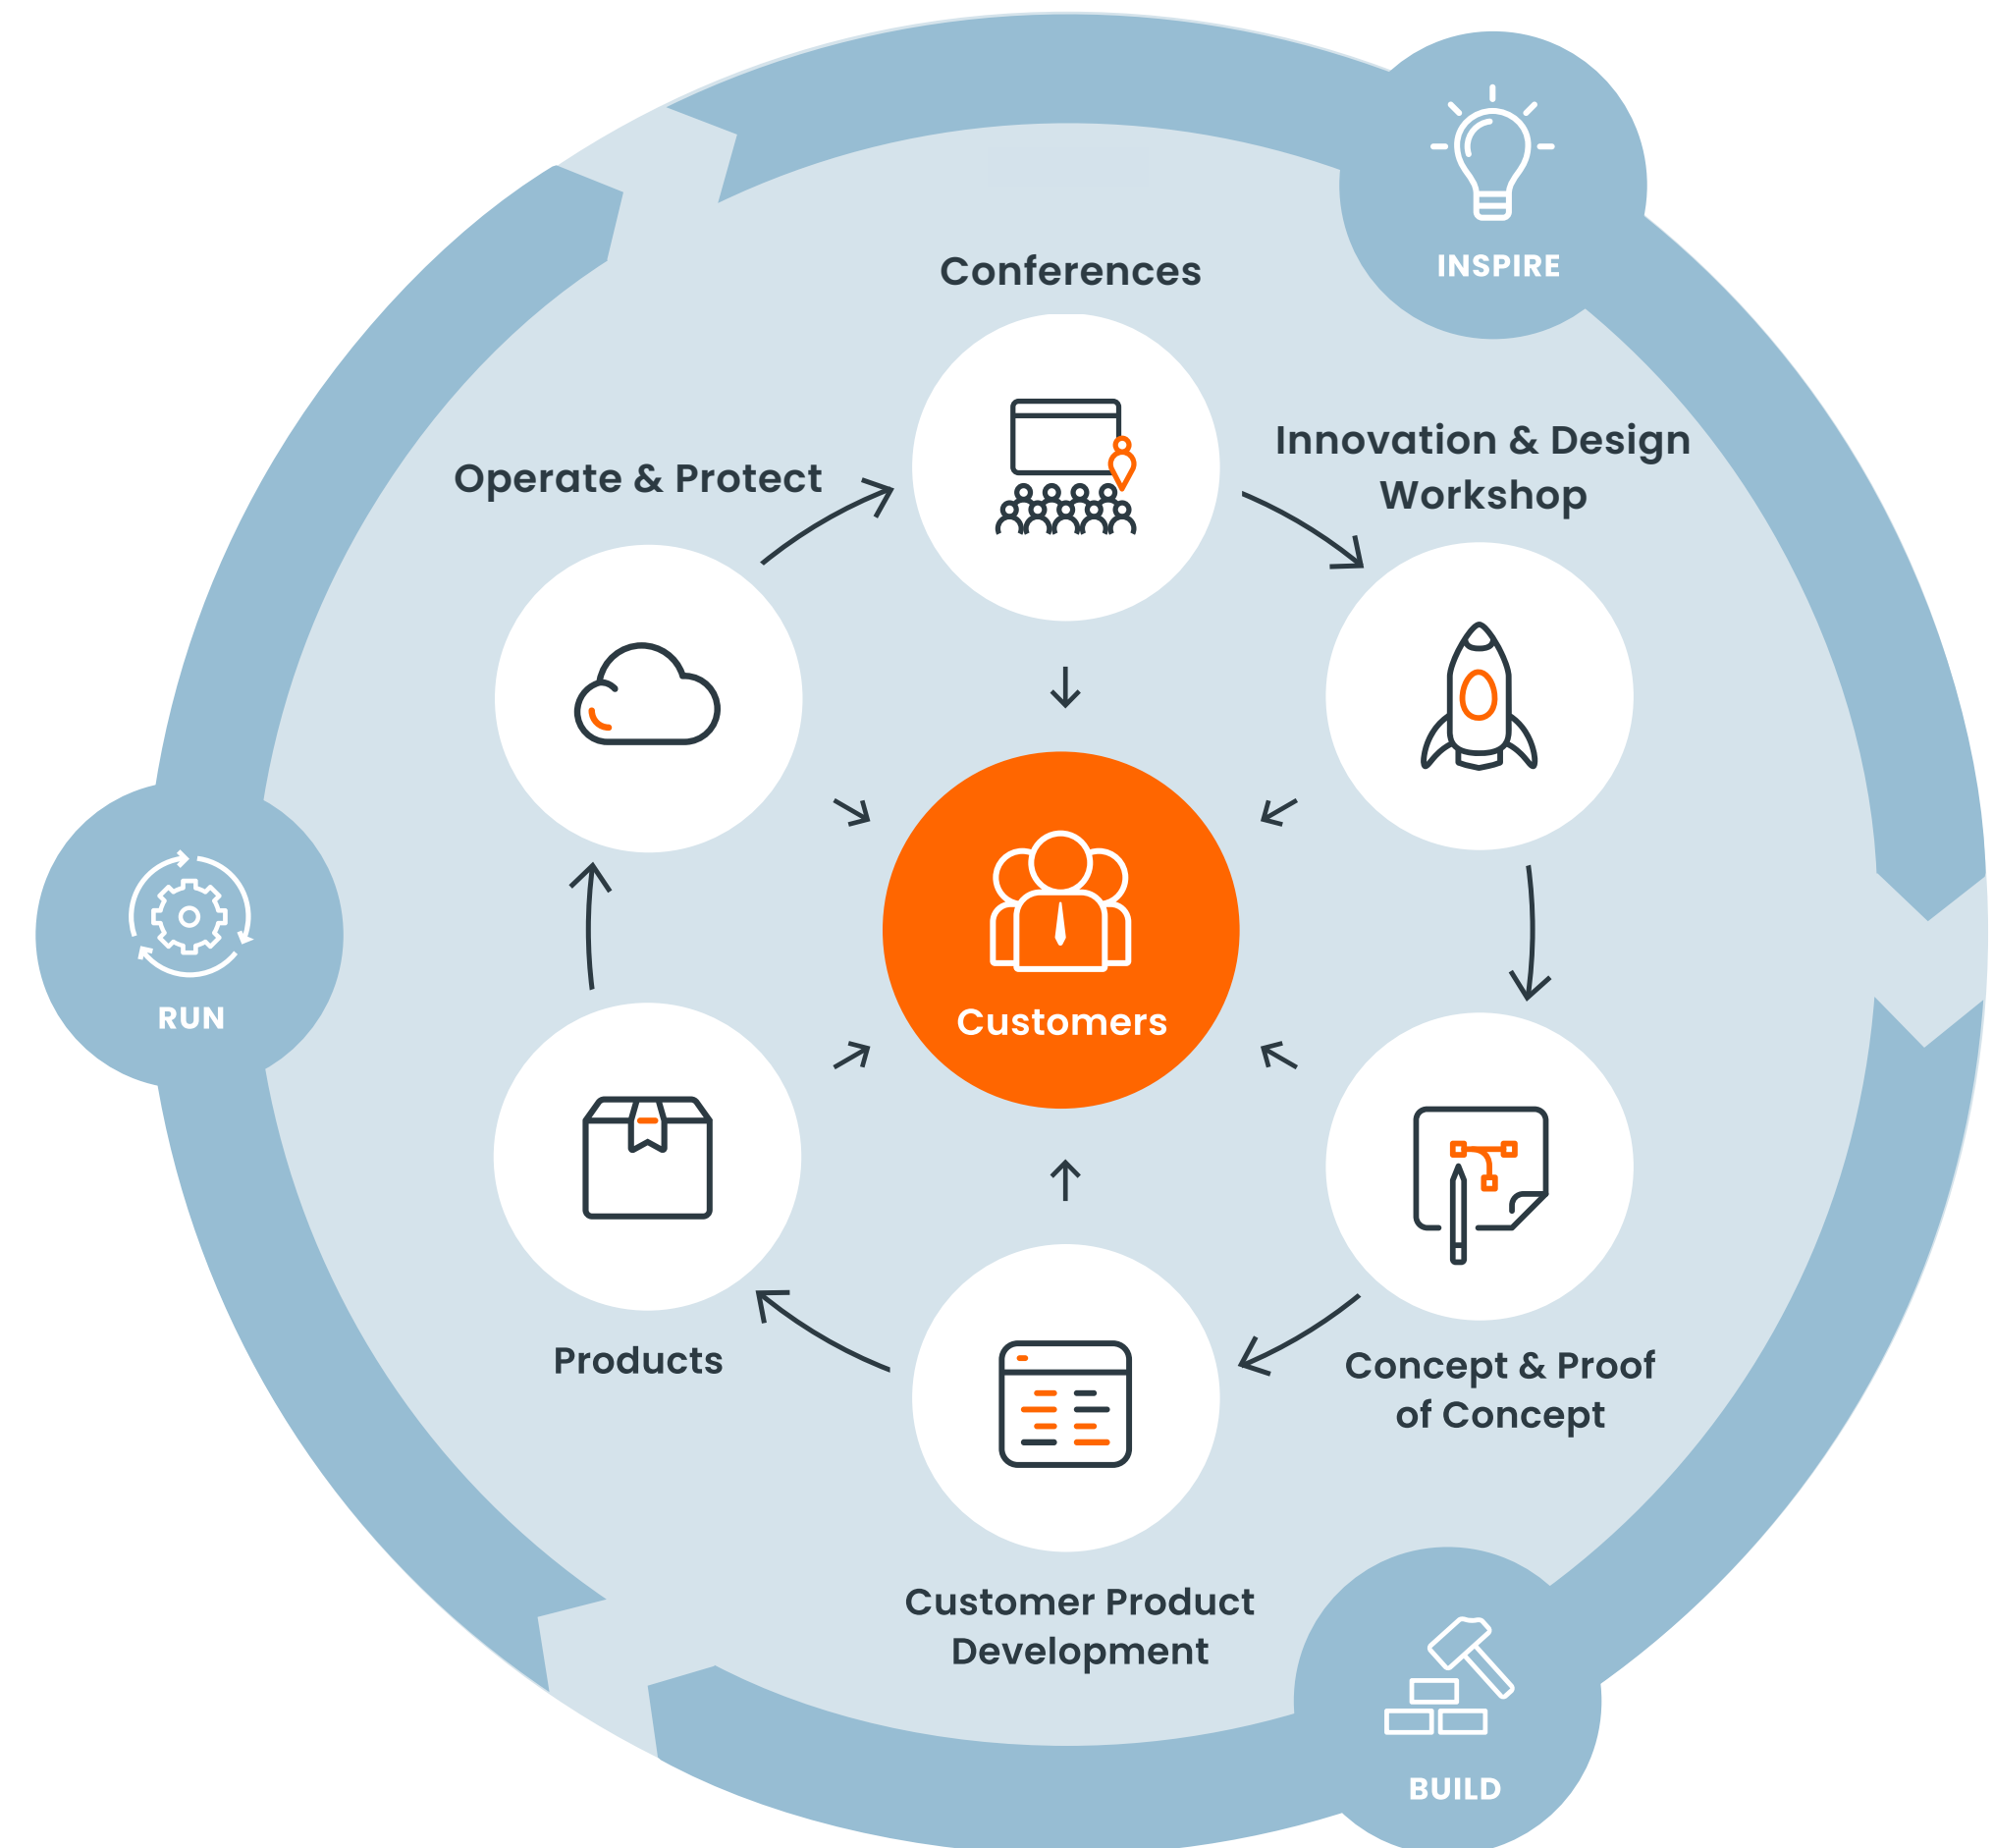 INSPIRE
Conferences
Innovation & Design
Workshop
Operate & Protect
Customers
RUN
Products
Concept & Proof
of Concept
Customer Product
Development
BUILD